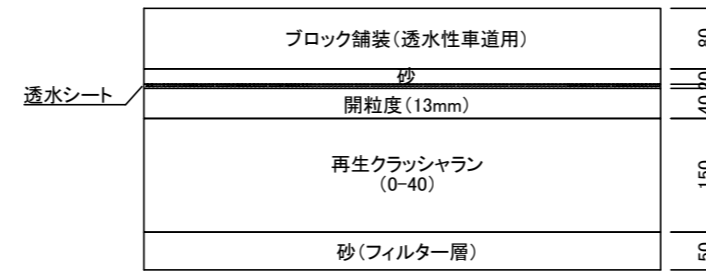 ブロック舗装(透水性車道用)
砂
透水シート
開粒度(13mm)
再生クラッシャラン
(0-40)
砂(フィルター層)